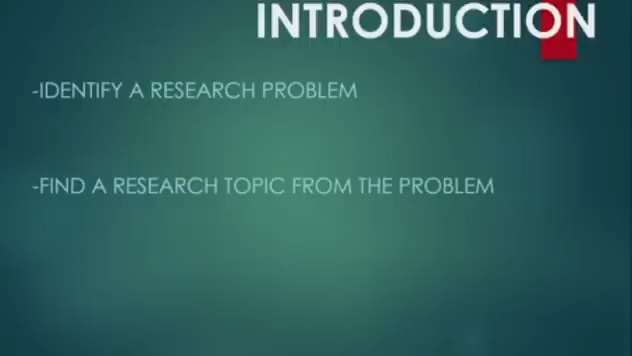 INTRODUCTION
-IDENTIFY A RESEARCH PROBLEM
-FIND A RESEARCH TOPIC FROM THE PROBLEM